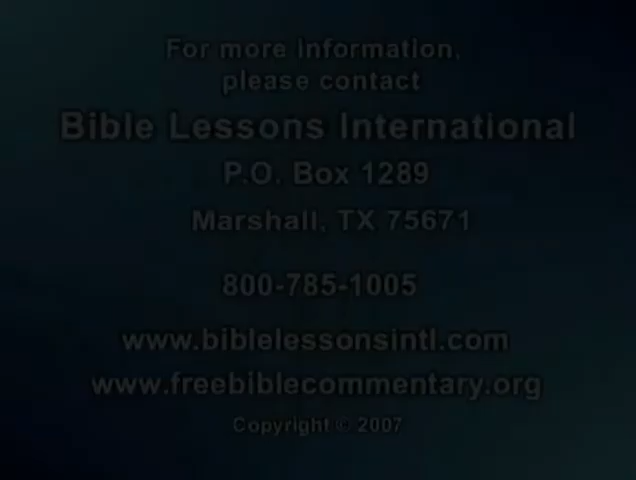 For more information,
please contact
Bible Lessons International
P.O. Box 1289
Marshall, TX 75671
800-785-1005
www.biblelessonsintl.com
www.freebiblecommentary.org
Copyright © 2007